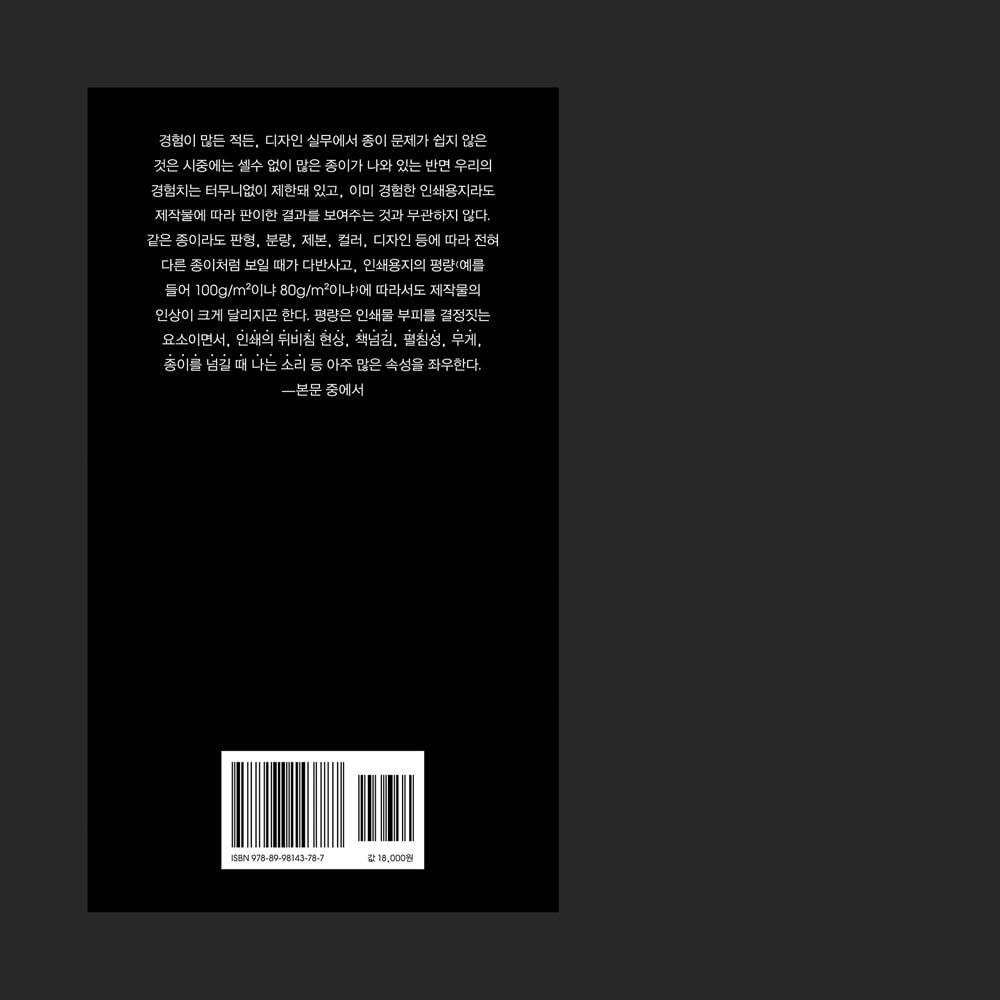 경험이 많든 적든, 디자인 실무에서 종이 문제가 쉽지 않은
것은 시중에는 셀수 없이 많은 종이가 나와 있는 반면 우리의
경험치는 터무니없이 제한돼 있고, 이미 경험한 인쇄용지라도
제작물에 따라 판이한 결과를 보여주는 것과 무관하지 않다.
같은 종이라도 판형, 분량, 제본, 컬러, 디자인 등에 따라 전혀
다른 종이처럼 보일 때가 다반사고, 인쇄용지의 평량(예를
들어 100g/m²이냐 80g/m²이냐)에 따라서도 제작물의
인상이 크게 달리지곤 한다. 평량은 인쇄물 부피를 결정짓는
요소이면서, 인쇄의 뒤비침 현상, 책넘김, 펼침성, 무게,
종이를 넘길 때 나는 소리 등 아주 많은 속성을 좌우한다.
—본문 중에서
ISBN 978-89-98143-78-7
값 18,000원